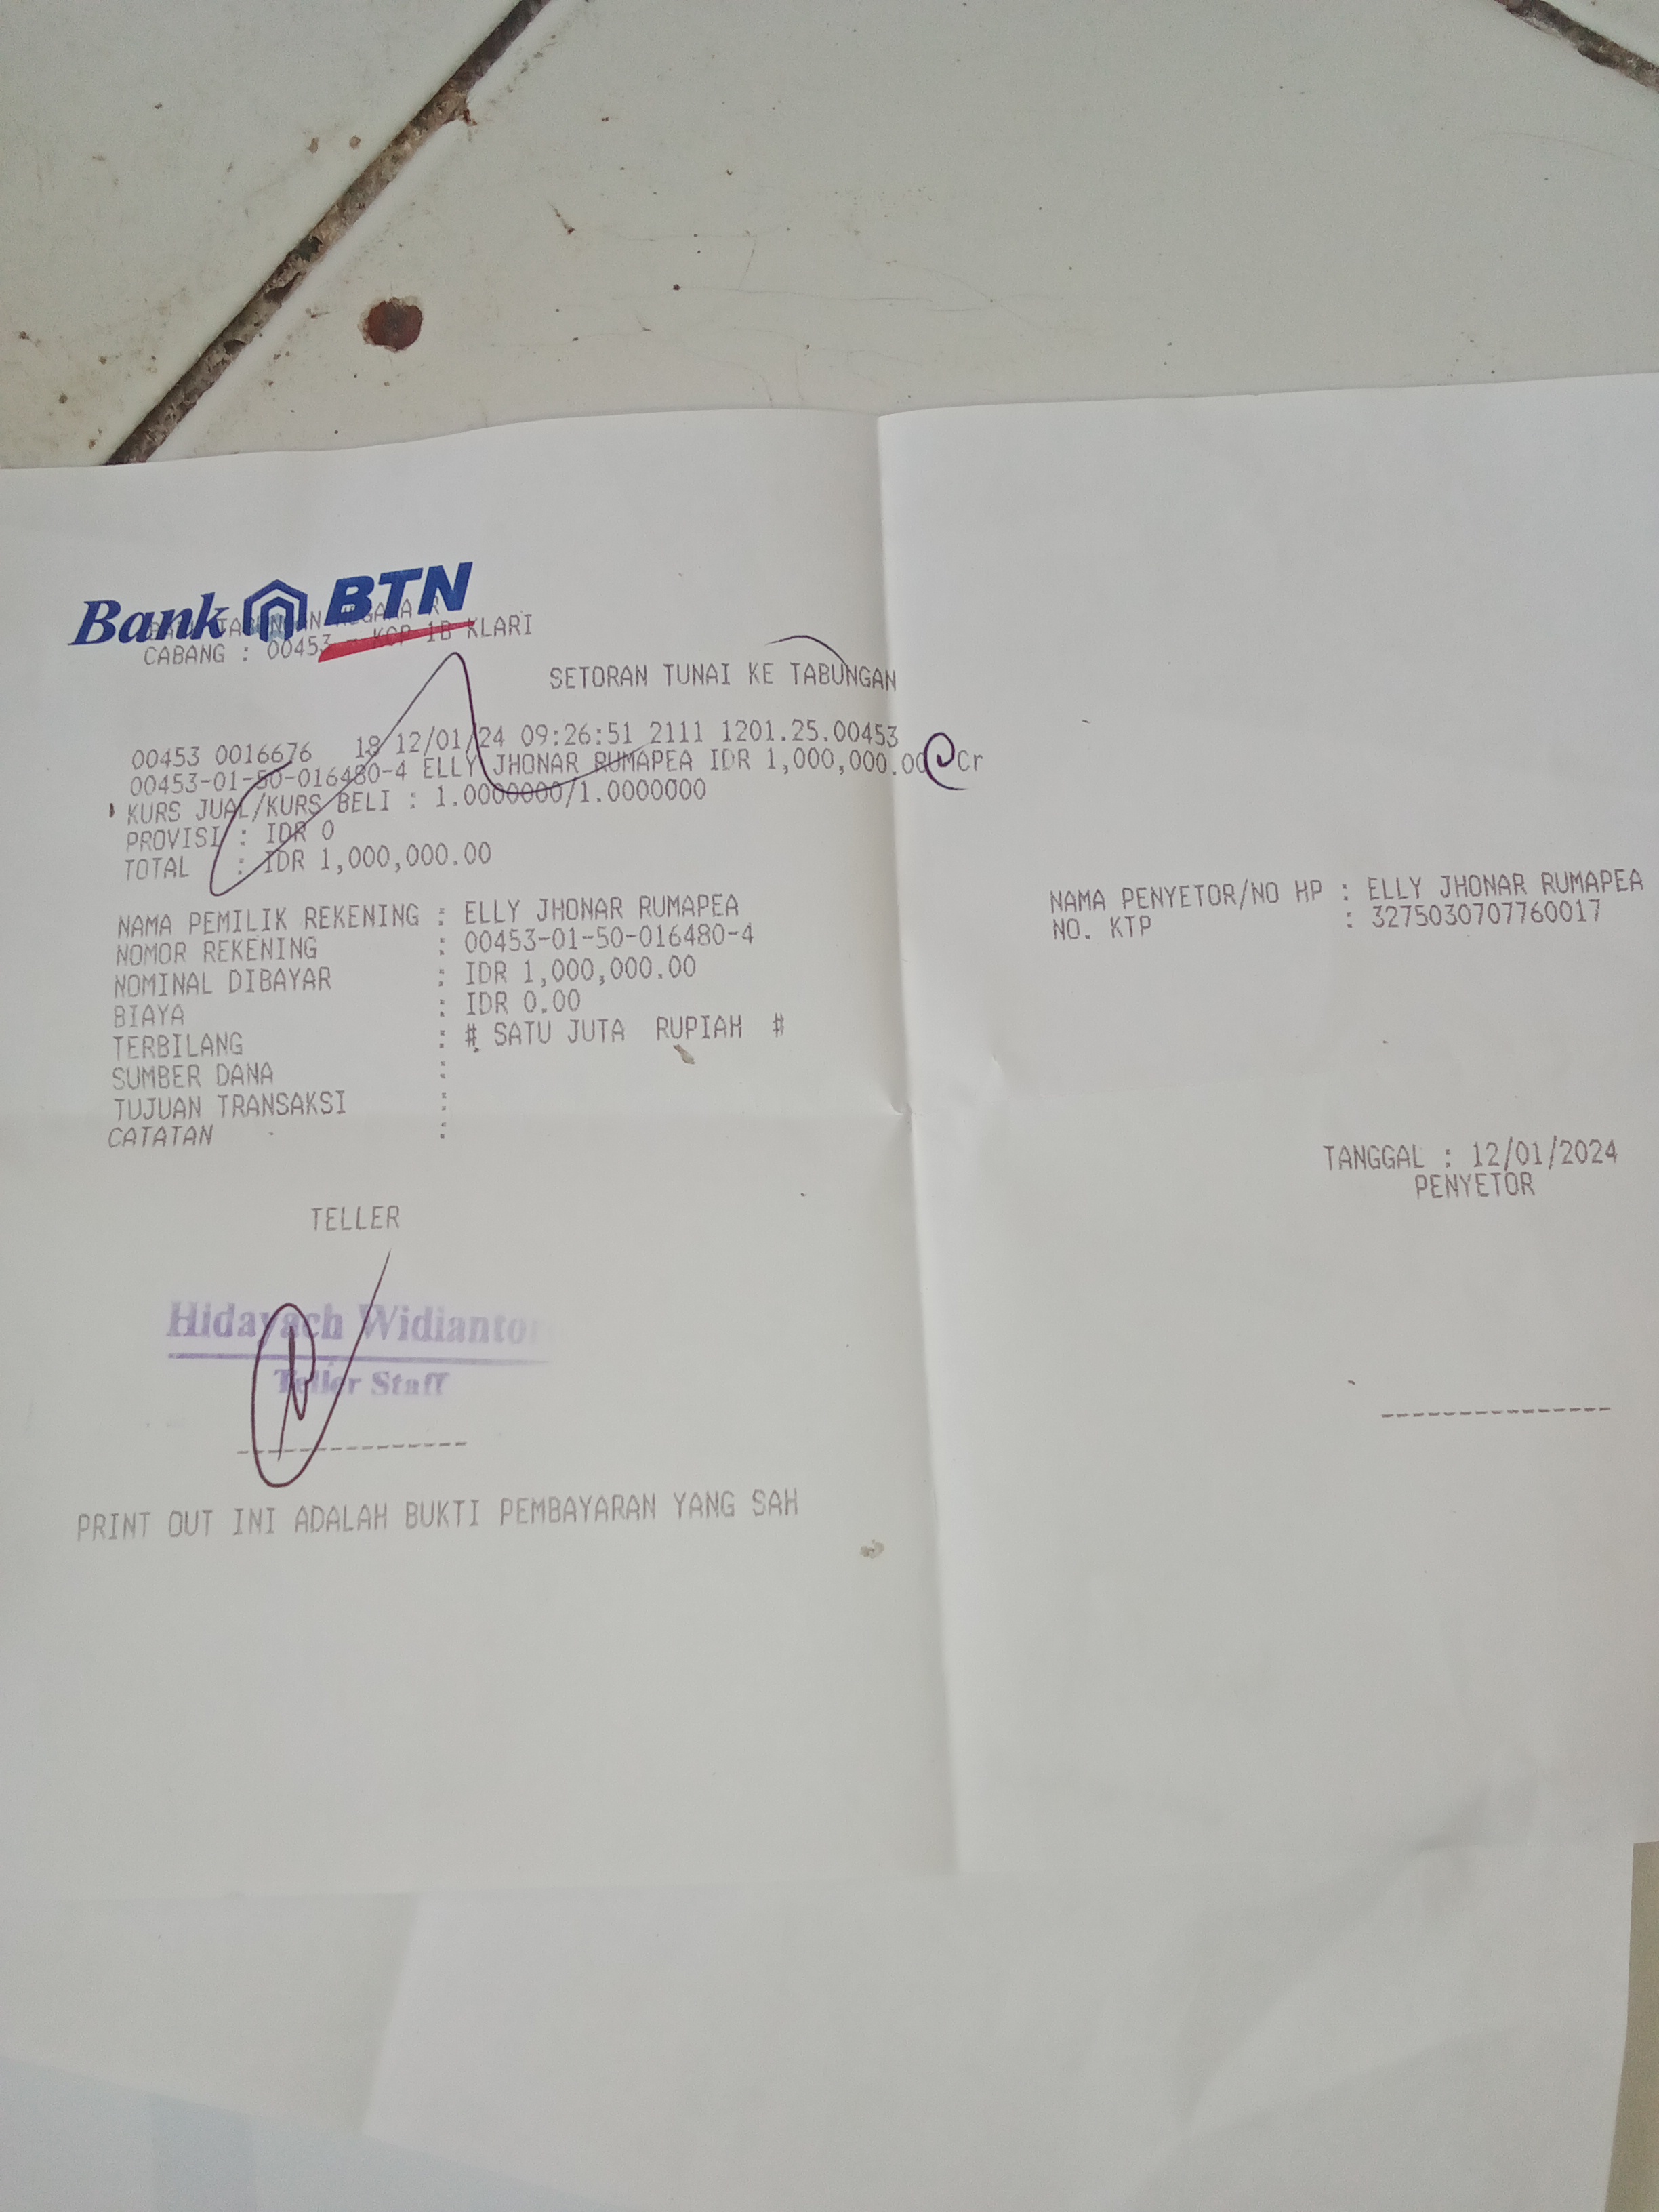 Bank BTN
CABANG : 00453 - KCP 1B KLARI
SETORAN TUNAI KE TABUNGAN
00453 0016676 18 12/01/24 09:26:51 2111 1201.25.00453
00453-01-50-016480-4 ELLY JHONAR RUMAPEA IDR 1,000,000.00 Cr
KURS JUAL/KURS BELI : 1.0000000/1.0000000
PROVISI : IDR 0
TOTAL : IDR 1,000,000.00
NAMA PEMILIK REKENING : ELLY JHONAR RUMAPEA
NOMOR REKENING : 00453-01-50-016480-4
NOMINAL DIBAYAR : IDR 1,000,000.00
BIAYA : IDR 0.00
TERBILANG : # SATU JUTA RUPIAH #
SUMBER DANA :
TUJUAN TRANSAKSI :
CATATAN :
NAMA PENYETOR/NO HP : ELLY JHONAR RUMAPEA
NO. KTP : 3275030707760017
TANGGAL : 12/01/2024
PENYETOR
TELLER
Hidayach Widianto
Teller Staff
PRINT OUT INI ADALAH BUKTI PEMBAYARAN YANG SAH